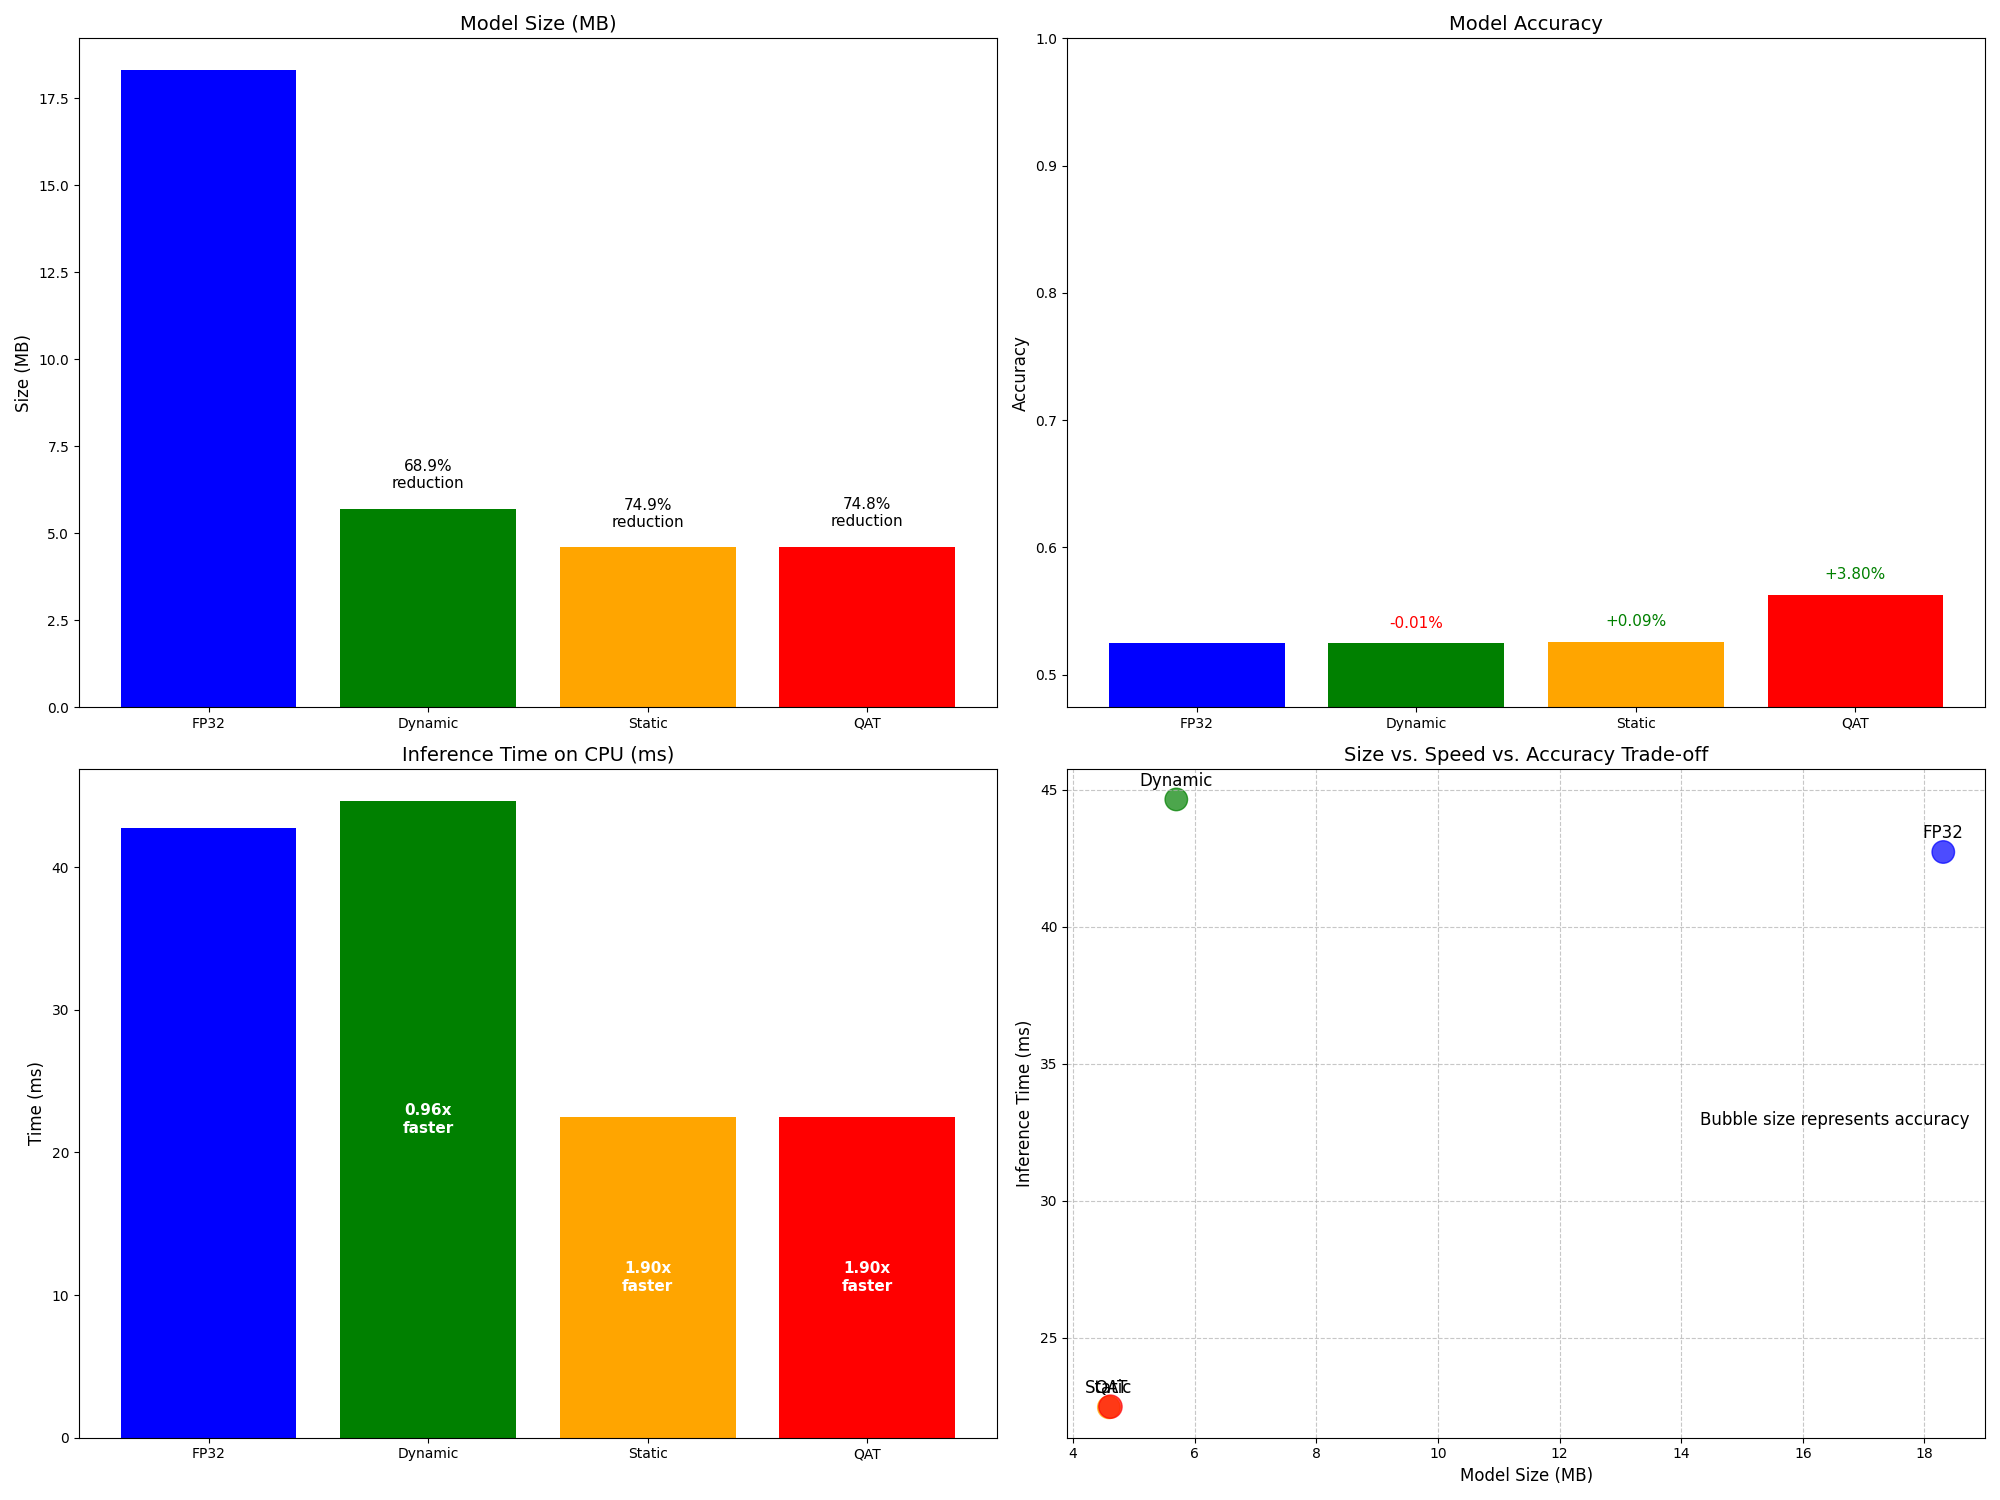 Model Size (MB)
Size (MB)
17.5
15.0
12.5
10.0
7.5
5.0
2.5
0.0
68.9%
reduction
74.9%
reduction
74.8%
reduction
FP32
Dynamic
Static
QAT
Model Accuracy
Accuracy
1.0
0.9
0.8
0.7
0.6
0.5
-0.01%
+0.09%
+3.80%
FP32
Dynamic
Static
QAT
Inference Time on CPU (ms)
Time (ms)
40
30
20
10
0
0.96x
faster
1.90x
faster
1.90x
faster
FP32
Dynamic
Static
QAT
Size vs. Speed vs. Accuracy Trade-off
Inference Time (ms)
45
40
35
30
25
Dynamic
FP32
Bubble size represents accuracy
Static
QAT
4
6
8
10
12
14
16
18
Model Size (MB)